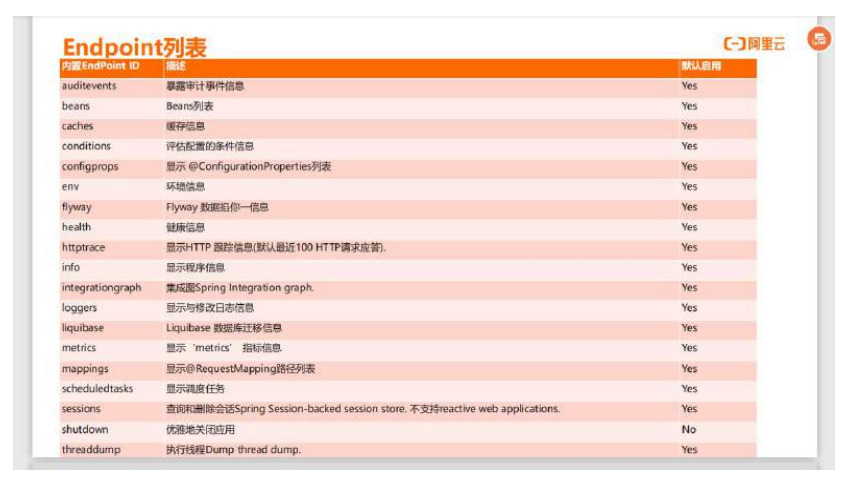 Endpoint列表
阿里云
内置EndPoint ID 描述 默认启用
auditevents 暴露审计事件信息 Yes
beans Beans列表 Yes
caches 缓存信息 Yes
conditions 评估配置的条件信息 Yes
configprops 显示 @ConfigurationProperties列表 Yes
env 环境信息 Yes
flyway Flyway 数据掐你一信息 Yes
health 健康信息 Yes
httptrace 显示HTTP 跟踪信息(默认最近100 HTTP请求应答). Yes
info 显示程序信息 Yes
integrationgraph 集成图Spring Integration graph. Yes
loggers 显示与修改日志信息 Yes
liquibase Liquibase 数据库迁移信息 Yes
metrics 显示‘metrics’ 指标信息 Yes
mappings 显示@RequestMapping路径列表 Yes
scheduledtasks 显示调度任务 Yes
sessions 查询和删除会话Spring Session-backed session store. 不支持reactive web applications. Yes
shutdown 优雅地关闭应用 No
threaddump 执行线程Dump thread dump. Yes